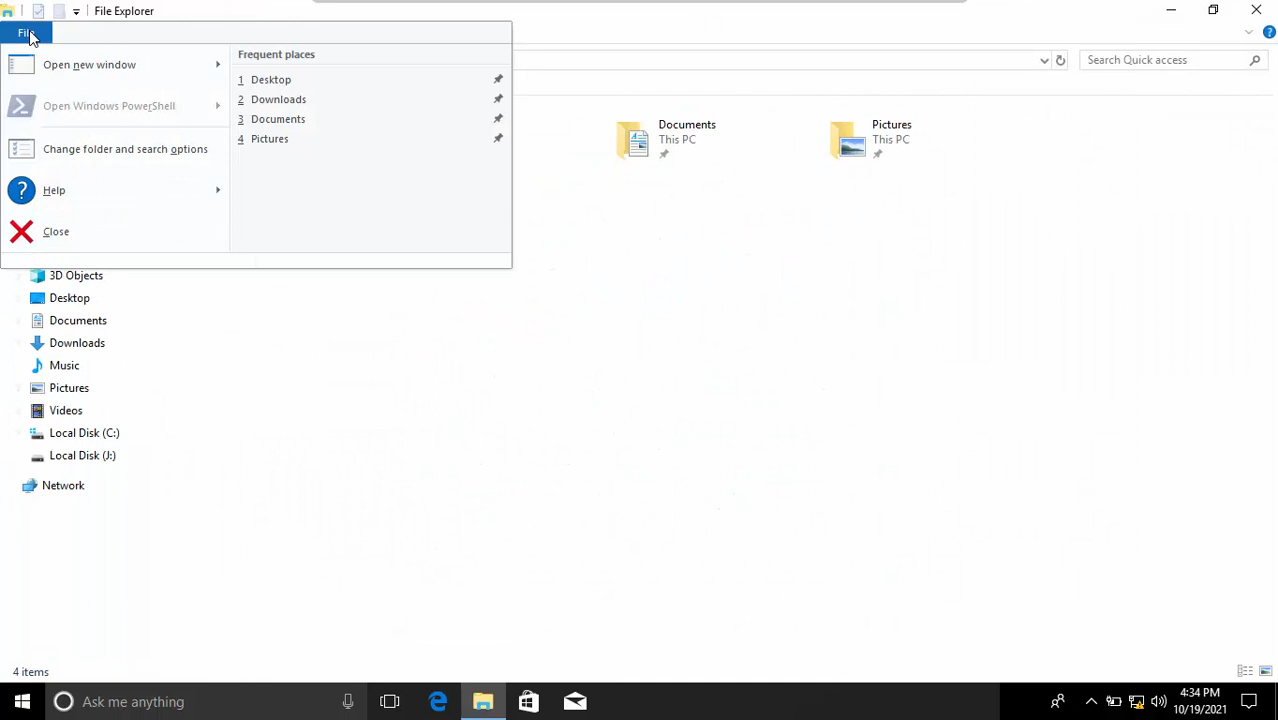 File Explorer
Open new window
Open Windows PowerShell
Change folder and search options
Help
Close
Frequent places
1 Desktop
2 Downloads
3 Documents
4 Pictures
Search Quick access
Documents
This PC
Pictures
This PC
3D Objects
Desktop
Documents
Downloads
Music
Pictures
Videos
Local Disk (C:)
Local Disk (J:)
Network
4 items
Ask me anything
4:34 PM
10/19/2021